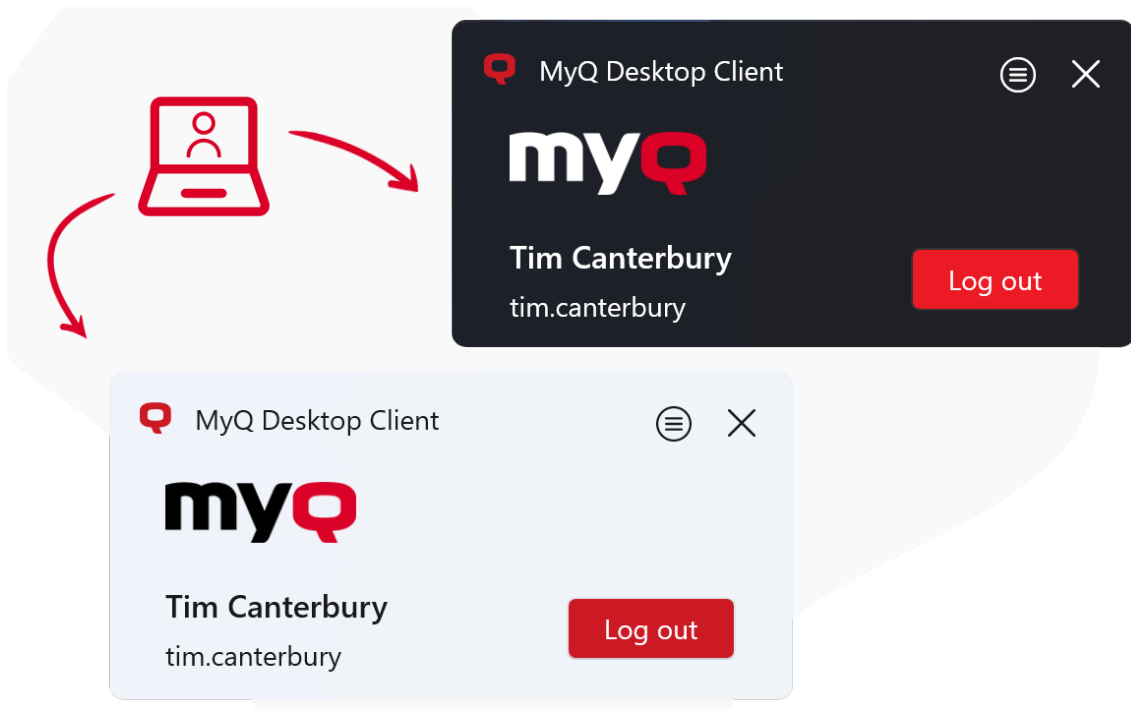 MyQ Desktop Client
myQ
Tim Canterbury
tim.canterbury
Log out
MyQ Desktop Client
myQ
Tim Canterbury
tim.canterbury
Log out